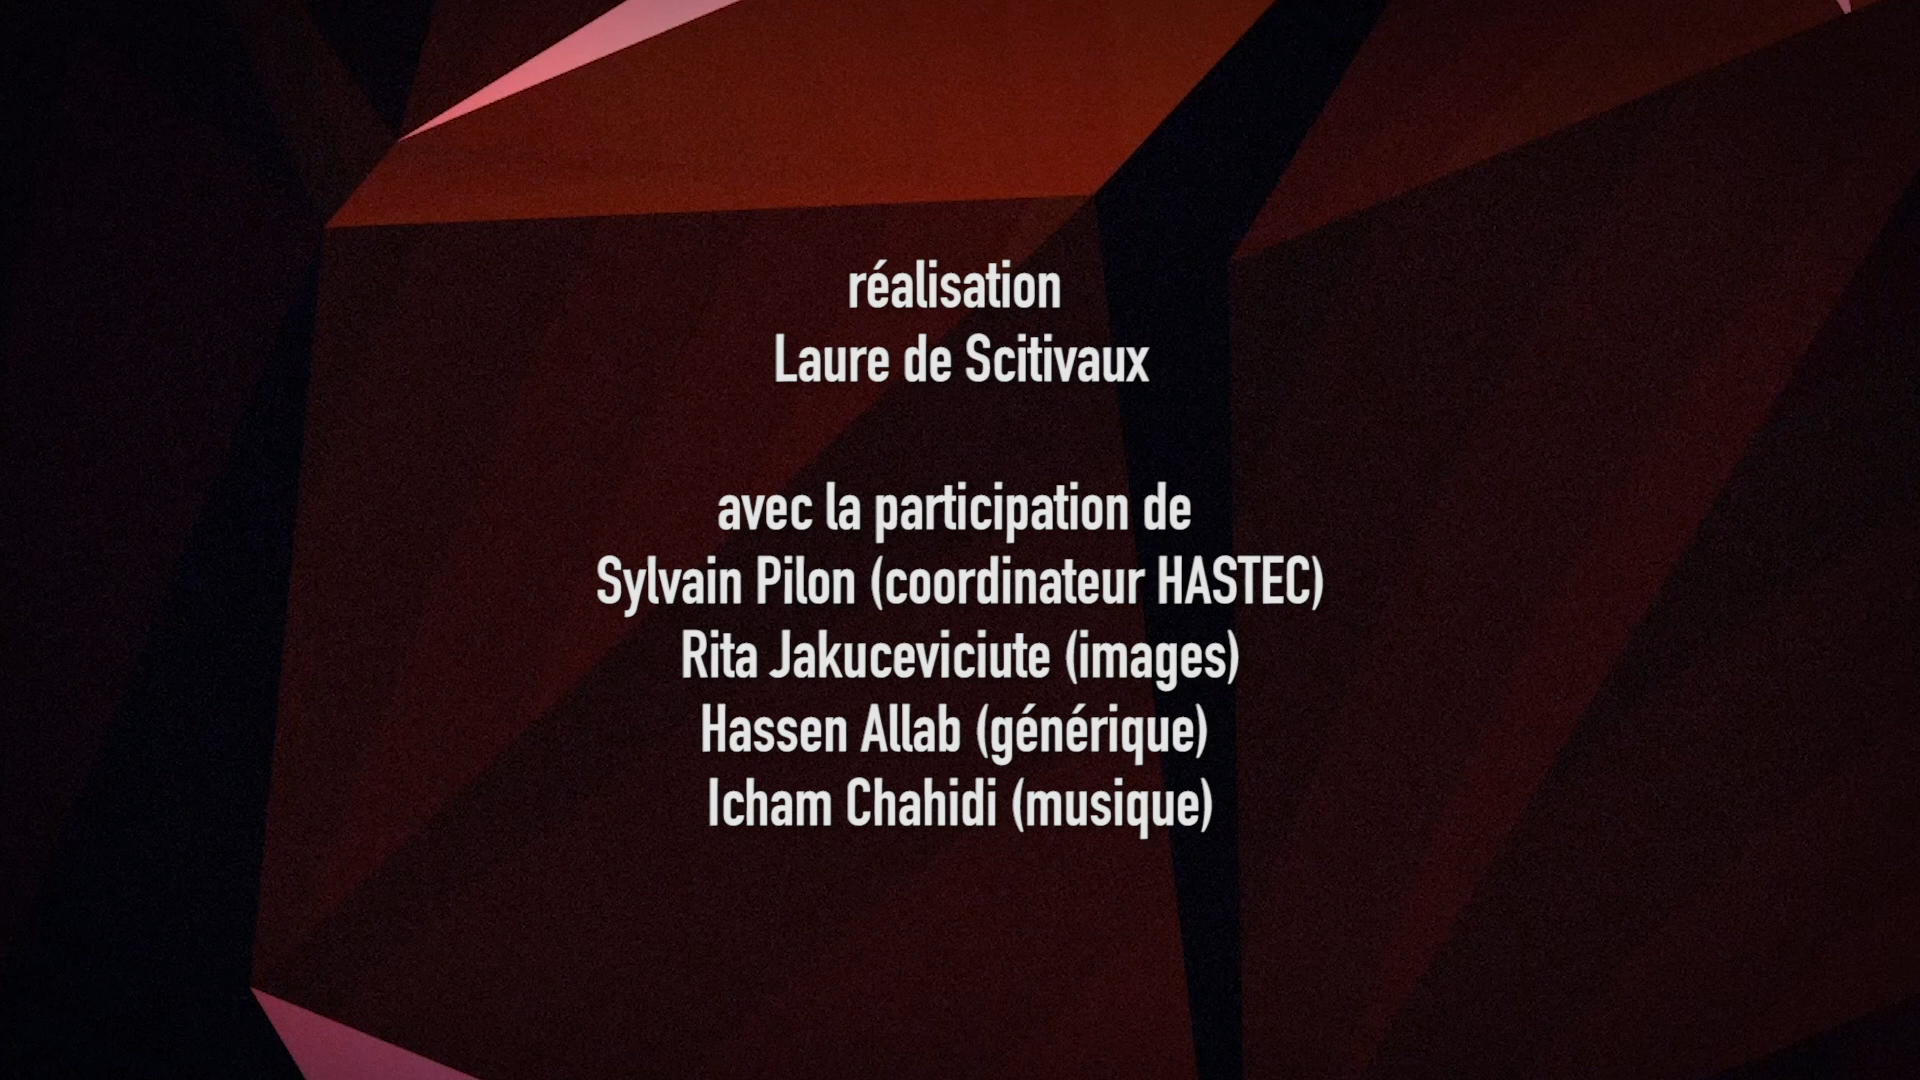 réalisation
Laure de Scitivaux
avec la participation de
Sylvain Pilon (coordinateur HASTEC)
Rita Jakuceviciute (images)
Hassen Allab (générique)
Icham Chahidi (musique)